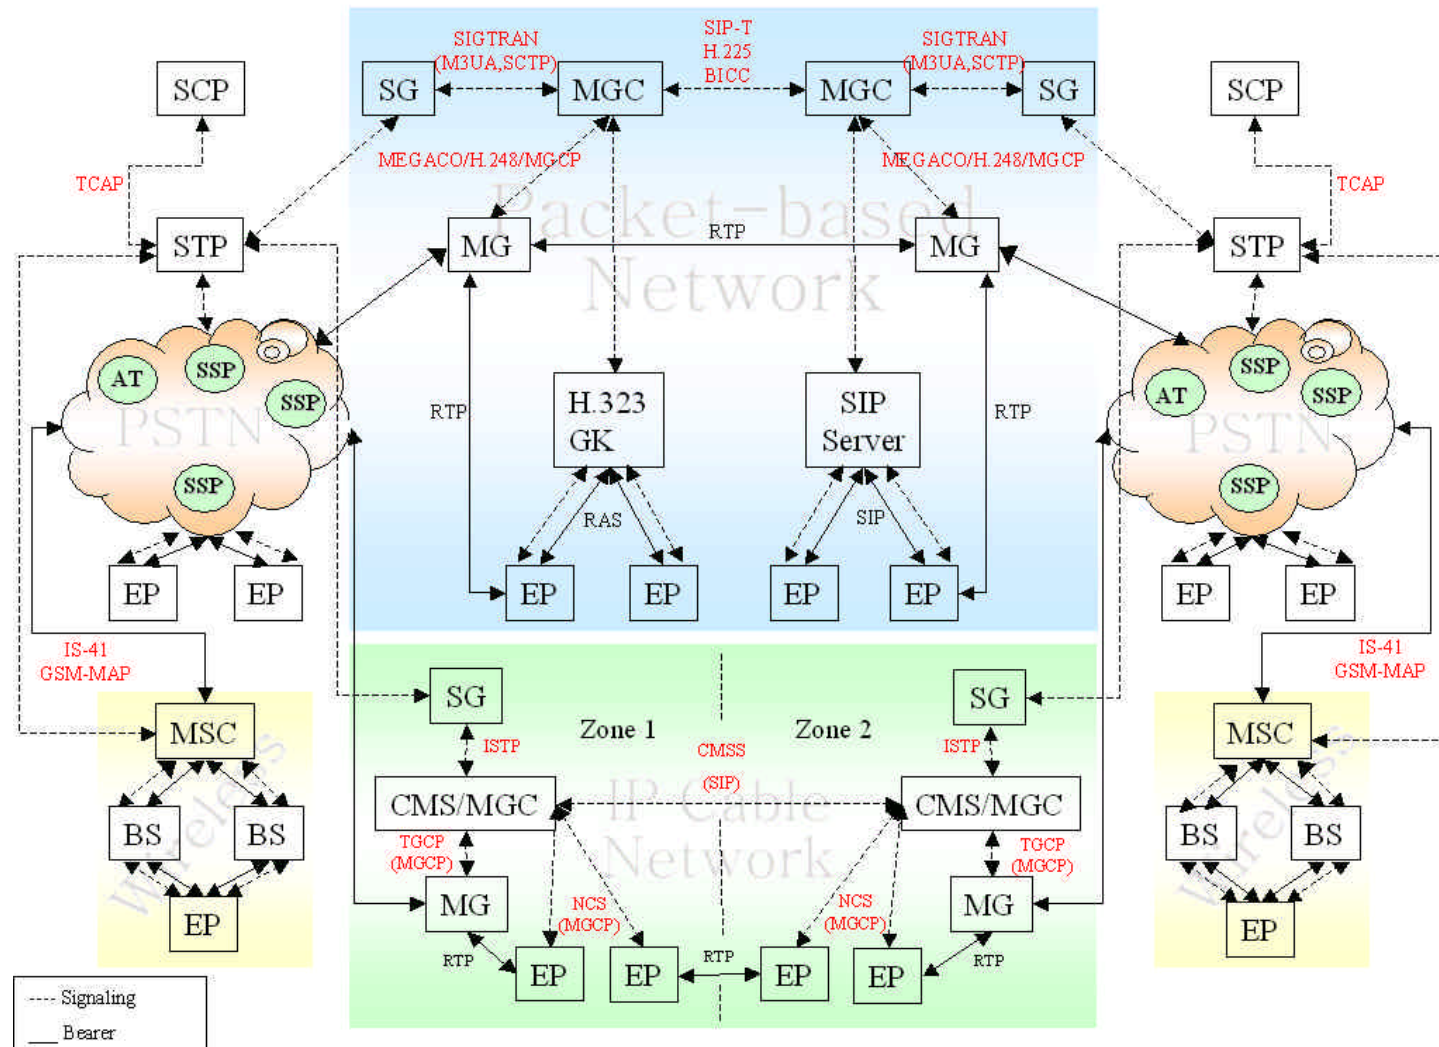 SIP-T
H.225
BICC
SIGTRAN
(M3UA,SCTP)
SIGTRAN
(M3UA,SCTP)
SCP
SG
MGC
MGC
SG
SCP
MEGACO/H.248/MGCP
MEGACO/H.248/MGCP
TCAP
TCAP
Packet-based
Network
STP
MG
RTP
MG
STP
AT
SSP
SSP
SSP
PSTN
RTP
H.323
GK
SIP
Server
RTP
AT
SSP
SSP
SSP
PSTN
RAS
SIP
EP
EP
EP
EP
EP
EP
EP
EP
IS-41
GSM-MAP
IS-41
GSM-MAP
SG
SG
MSC
Zone 1
Zone 2
MSC
ISTP
CMSS
(SIP)
ISTP
CMS/MGC
CMS/MGC
IP Cable
Network
BS
BS
Wireless
TGCP
(MGCP)
TGCP
(MGCP)
BS
BS
Wireless
MG
NCS
(MGCP)
NCS
(MGCP)
MG
EP
EP
RTP
EP
EP
RTP
EP
EP
RTP
Signaling
Bearer